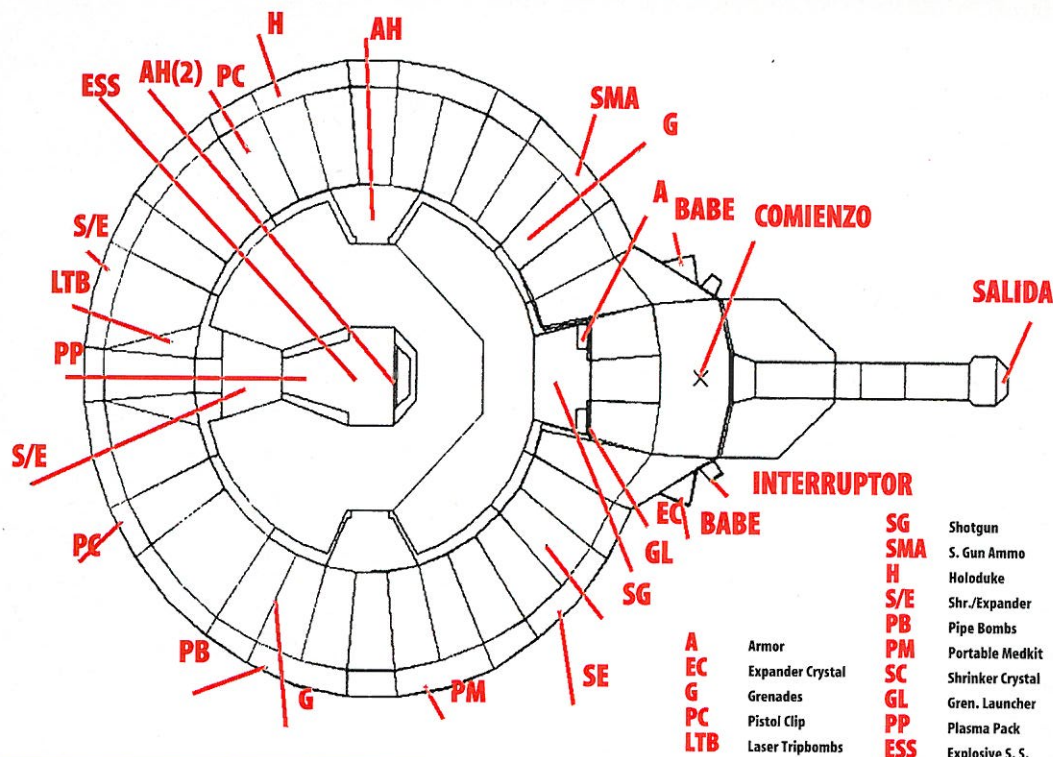 H
AH
ESS
AH(2)
PC
SMA
G
A
BABE
COMIENZO
S/E
LTB
SALIDA
PP
S/E
INTERRUPTOR
PC
EC
BABE
GL
SG
PB
G
PM
SE
A Armor
EC Expander Crystal
G Grenades
PC Pistol Clip
LTB Laser Tripbombs
SG Shotgun
SMA S. Gun Ammo
H Holoduke
S/E Shr./Expander
PB Pipe Bombs
PM Portable Medkit
SC Shrinker Crystal
GL Gren. Launcher
PP Plasma Pack
ESS Explosive S. S.